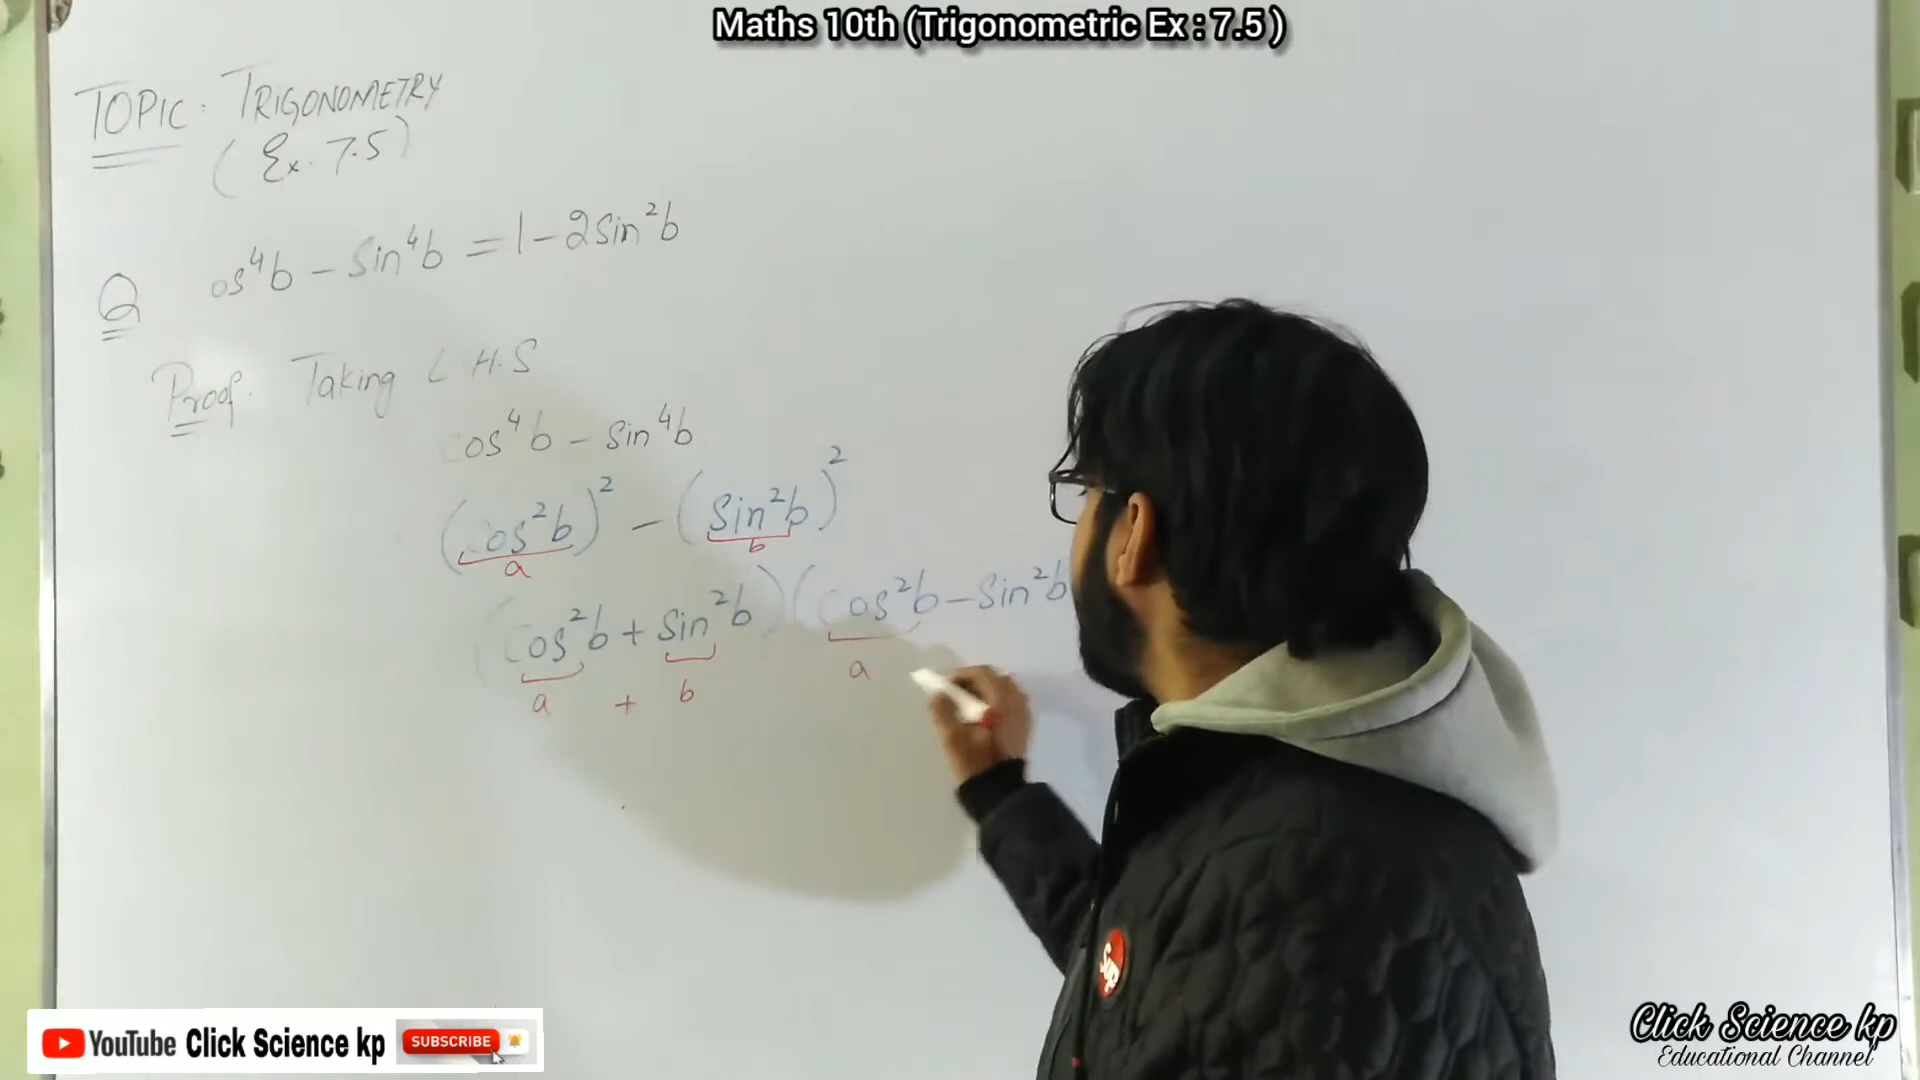 Maths 10th (Trigonometric Ex : 7.5 )
TOPIC : TRIGONOMETRY
( Ex. 7.5 )
Q cos⁴b - Sin⁴b = 1 - 2Sin²b
Proof. Taking L.H.S
cos⁴b - Sin⁴b
(cos²b)² - (Sin²b)²
a b
(cos²b + Sin²b) (cos²b - Sin²b
a + b a
Sup
YouTube Click Science kp SUBSCRIBE
Click Science kp
Educational Channel